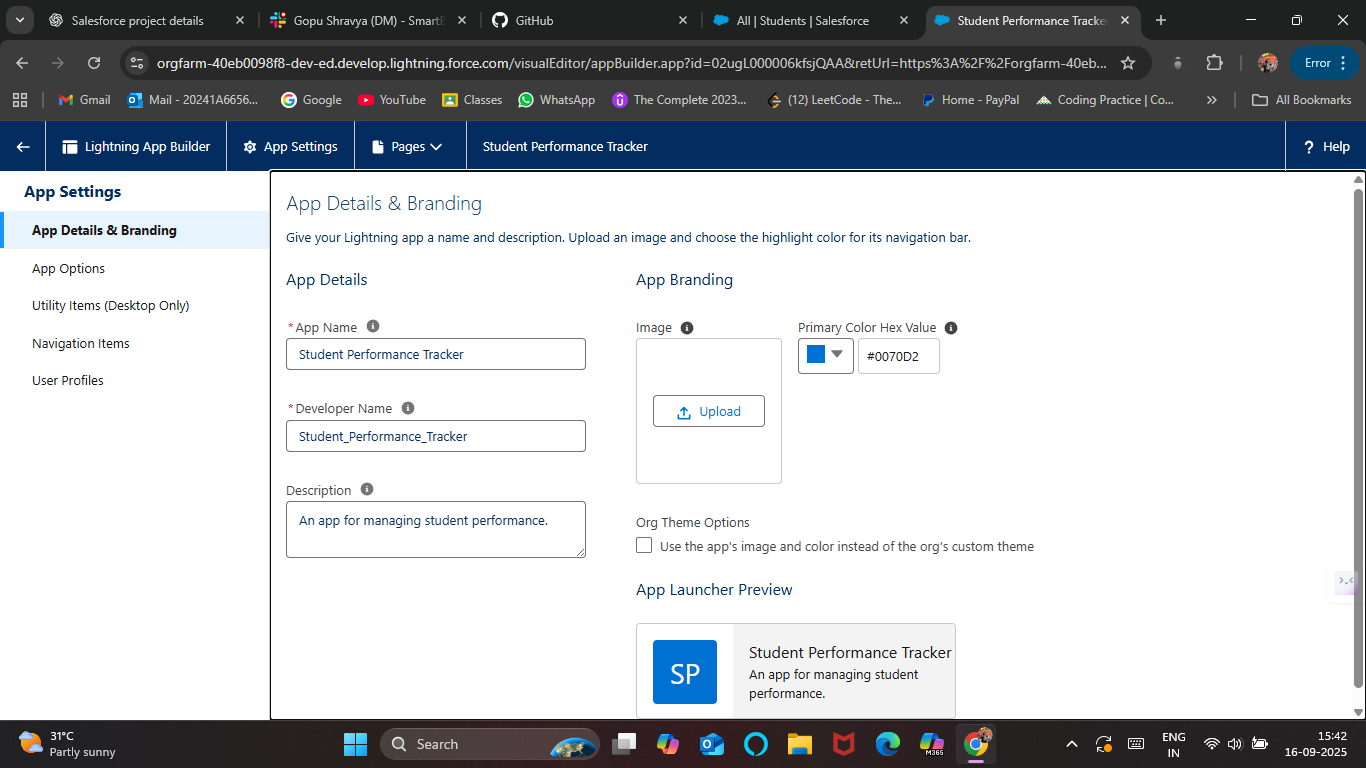 Salesforce project details
Gopu Shravya (DM) - SmartB
GitHub
All | Students | Salesforce
Student Performance Tracker
orgfarm-40eb0098f8-dev-ed.develop.lightning.force.com/visualEditor/appBuilder.app?id=02ugL000006kfsjQAA&retUrl=https%3A%2F%2Forgfarm-40eb...
Error
Gmail
Mail - 20241A6656...
Google
YouTube
Classes
WhatsApp
The Complete 2023...
(12) LeetCode - The...
Home - PayPal
Coding Practice | Co...
All Bookmarks
Lightning App Builder
App Settings
Pages
Student Performance Tracker
? Help
App Settings
App Details & Branding
App Options
Utility Items (Desktop Only)
Navigation Items
User Profiles
App Details & Branding
Give your Lightning app a name and description. Upload an image and choose the highlight color for its navigation bar.
App Details
*App Name
Student Performance Tracker
*Developer Name
Student_Performance_Tracker
Description
An app for managing student performance.
App Branding
Image
Upload
Primary Color Hex Value
#0070D2
Org Theme Options
Use the app's image and color instead of the org's custom theme
App Launcher Preview
SP
Student Performance Tracker
An app for managing student
performance.
31°C
Partly sunny
Search
M365
ENG
IN
15:42
16-09-2025